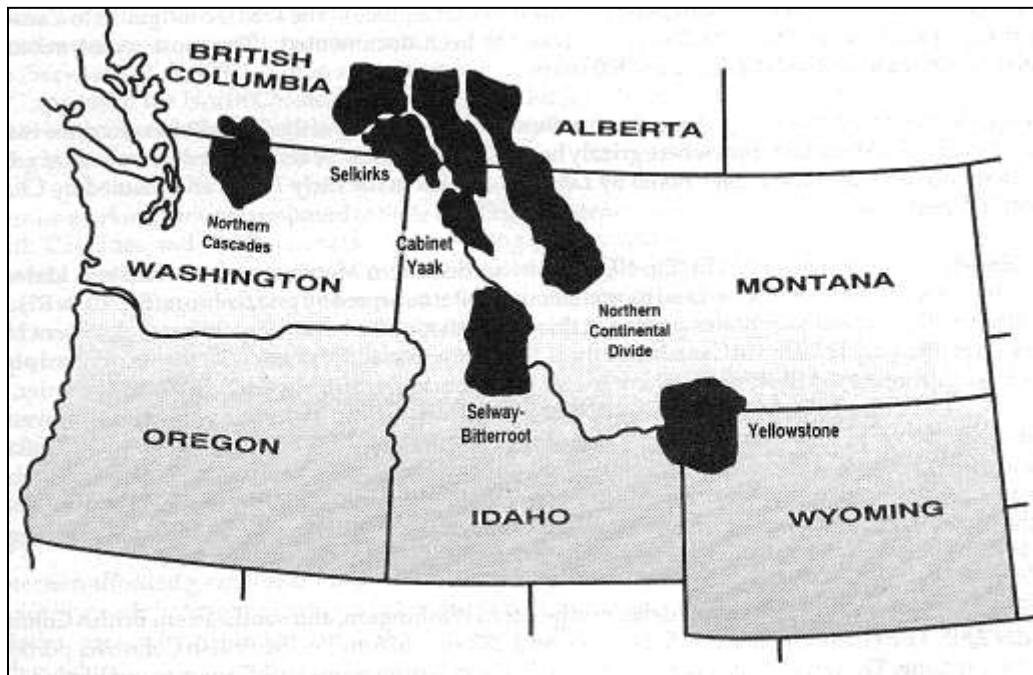 BRITISH
COLUMBIA
ALBERTA
Selkirks
Northern
Cascades
Cabinet
Yaak
WASHINGTON
MONTANA
Northern
Continental
Divide
Selway-
Bitterroot
Yellowstone
OREGON
IDAHO
WYOMING